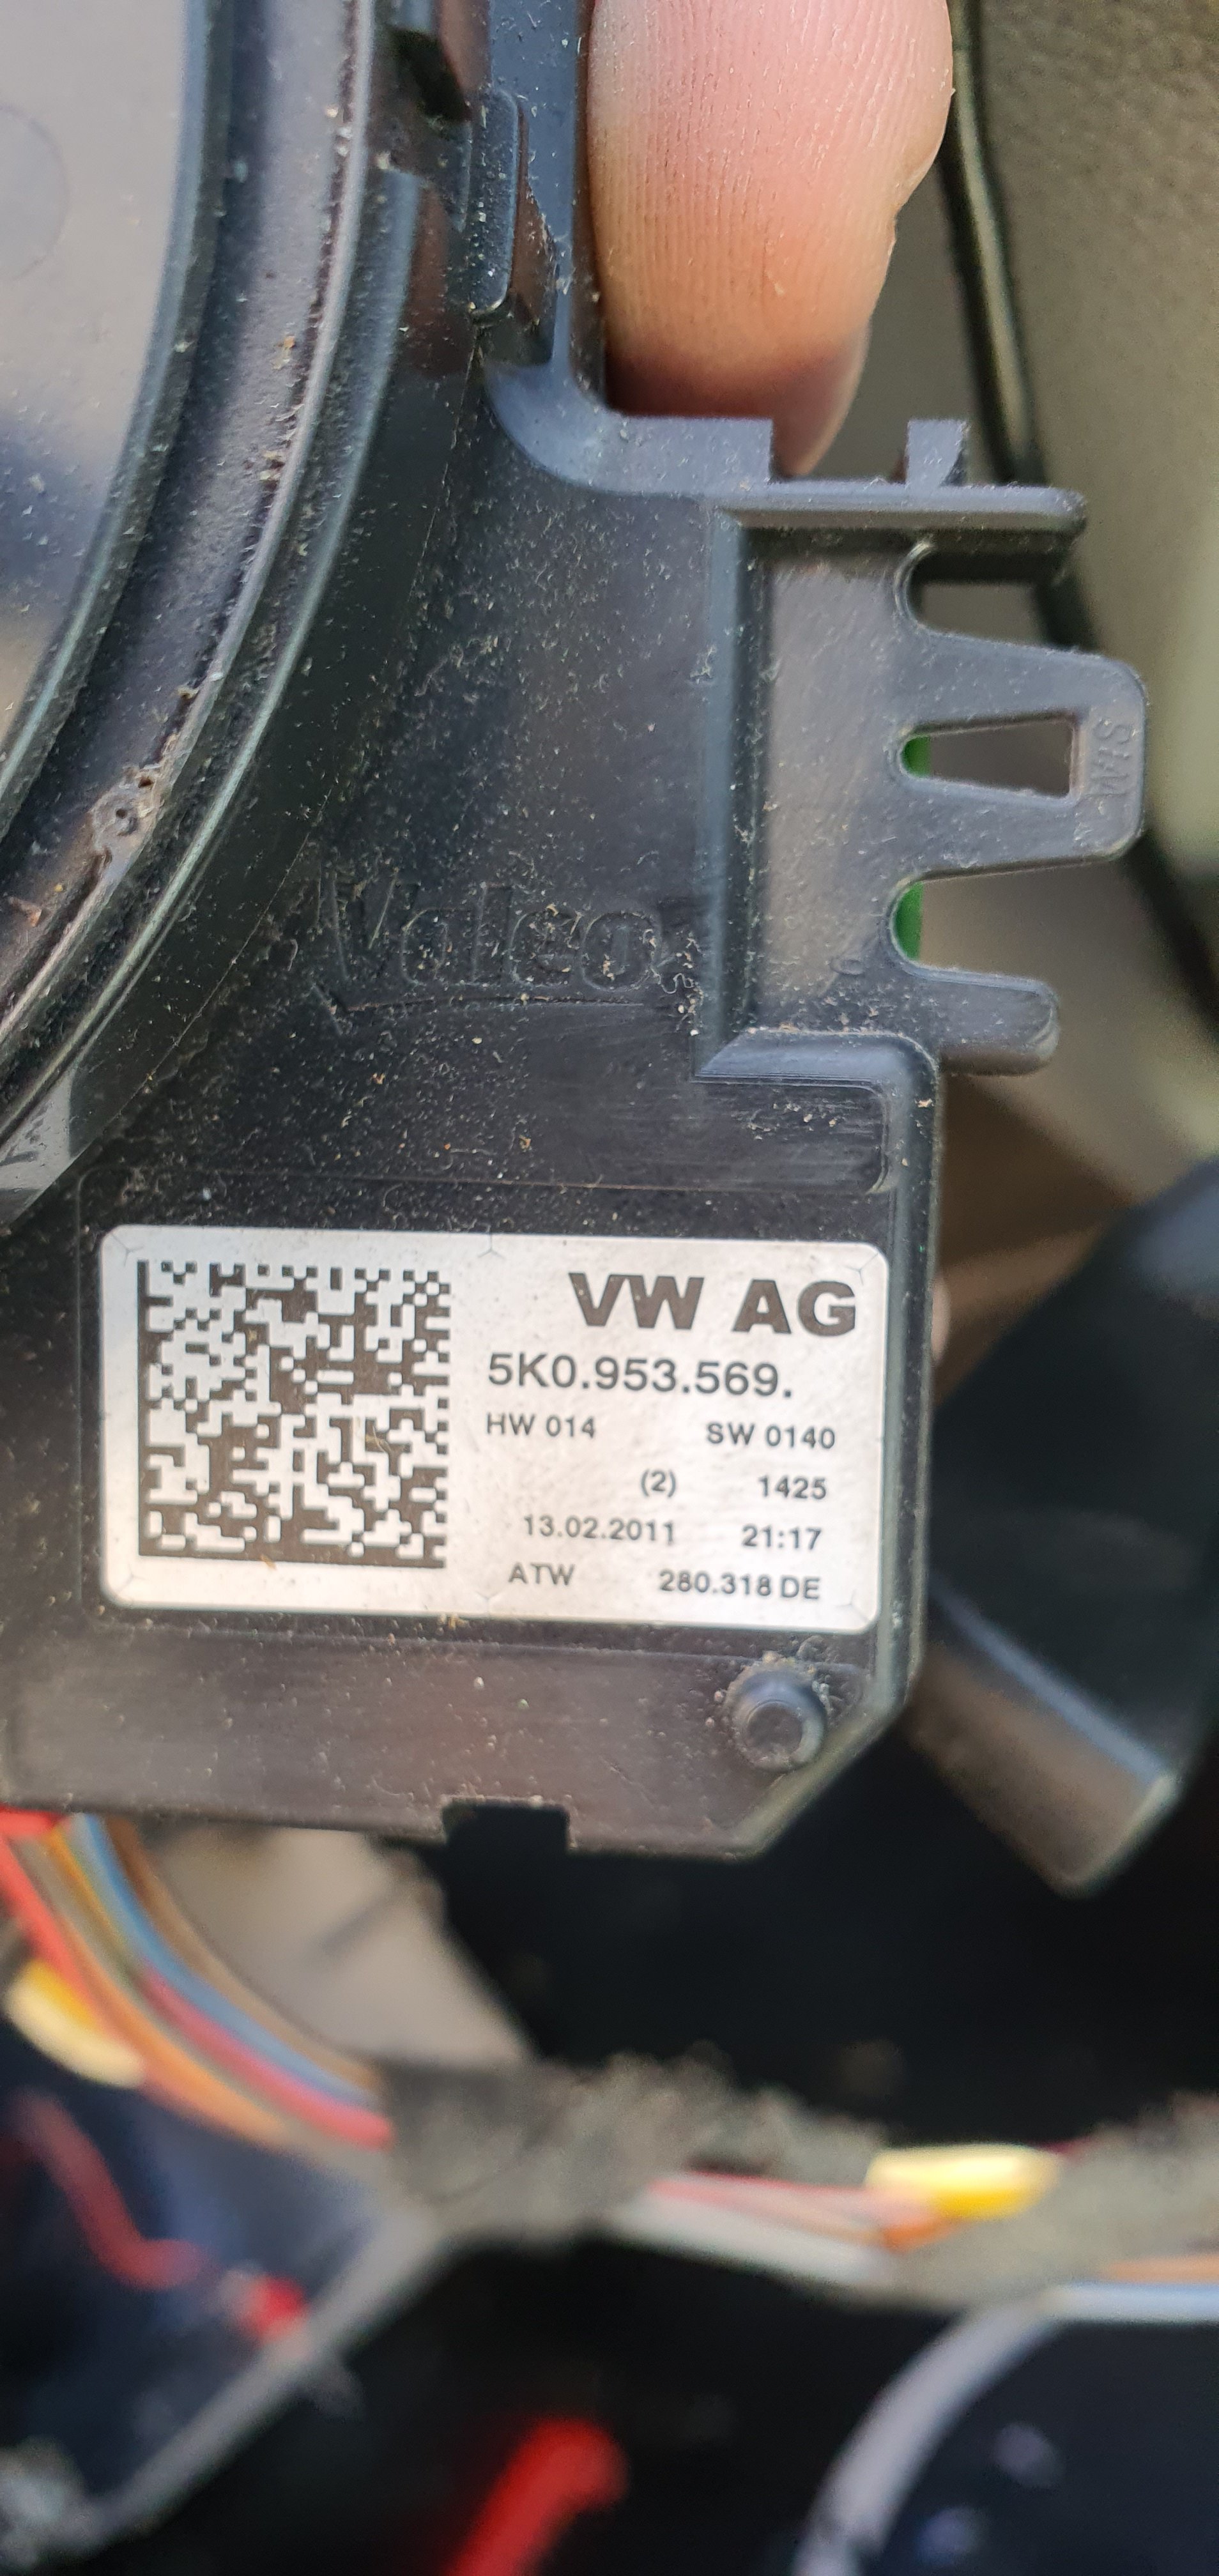 Valeo
VW AG
5K0.953.569.
HW 014 SW 0140
(2) 1425
13.02.2011 21:17
ATW 280.318 DE